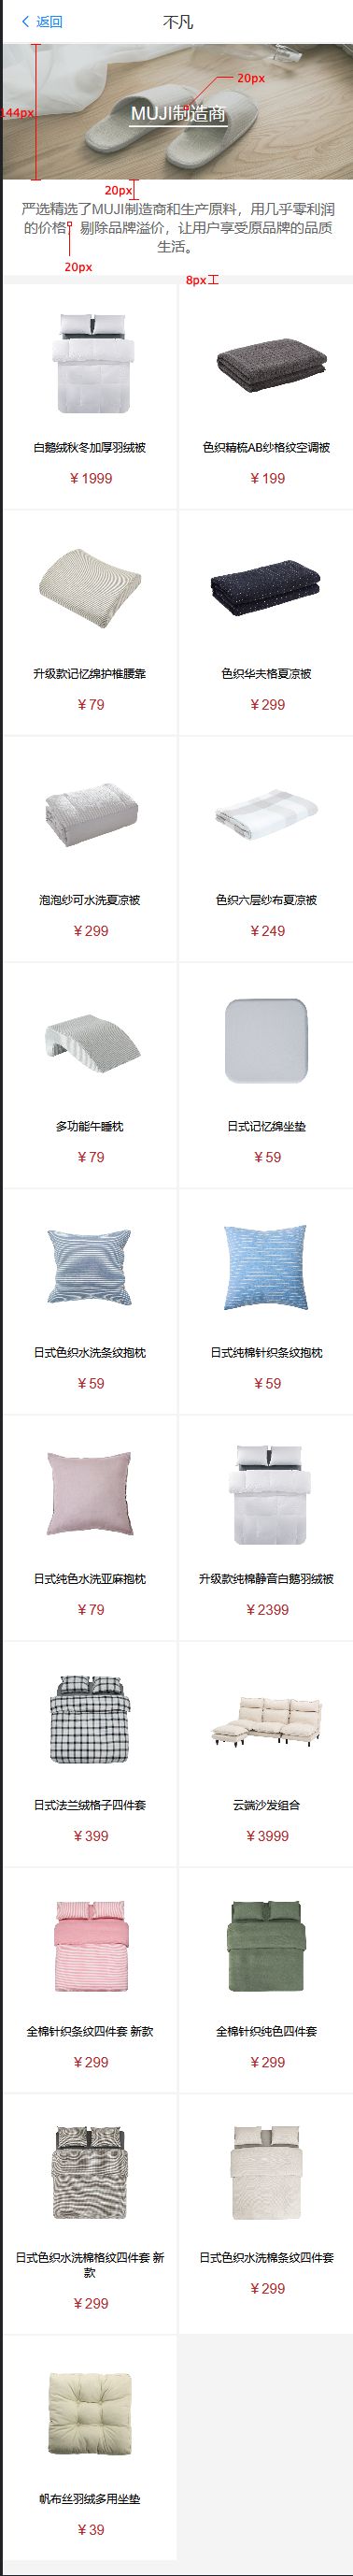 返回
不凡
20px
144px
MUJI制造商
20px
严选精选了MUJI制造商和生产原料，用几乎零利润
的价格，剔除品牌溢价，让用户享受原品牌的品质
生活。
20px
8px
白鹅绒秋冬加厚羽绒被
色织精梳AB纱格纹空调被
￥1999
￥199
升级款记忆绵护椎腰靠
色织华夫格夏凉被
￥79
￥299
泡泡纱可水洗夏凉被
色织六层纱布夏凉被
￥299
￥249
多功能午睡枕
日式记忆绵坐垫
￥79
￥59
日式色织水洗条纹抱枕
日式纯棉针织条纹抱枕
￥59
￥59
日式纯色水洗亚麻抱枕
升级款纯棉静音白鹅羽绒被
￥79
￥2399
日式法兰绒格子四件套
云端沙发组合
￥399
￥3999
全棉针织条纹四件套 新款
全棉针织纯色四件套
￥299
￥299
日式色织水洗棉格纹四件套 新
款
日式色织水洗棉条纹四件套
￥299
￥299
帆布丝羽绒多用坐垫
￥39